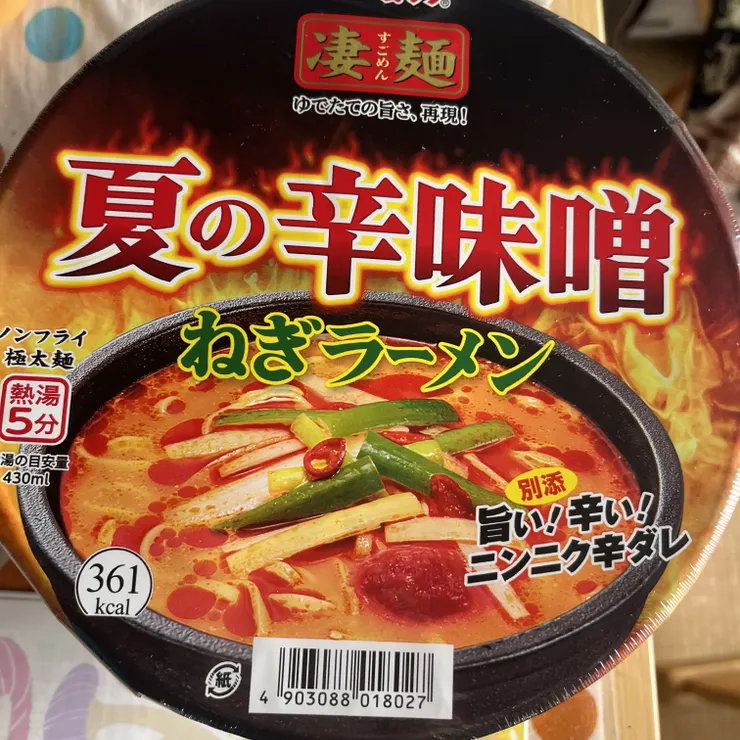 凄麺
すごめん
ゆでたての旨さ、再現!
夏の辛味噌
ねぎラーメン
ノンフライ
極太麺
熱湯
5分
湯の目安量
430ml
別添
旨い!辛い!
ニンニク辛ダレ
361
kcal
紙
4 903088 018027